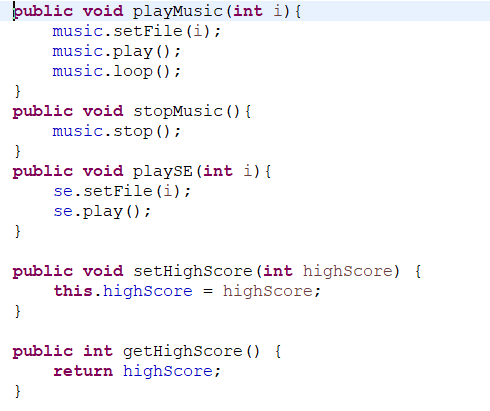 public void playMusic(int i){
    music.setFile(i);
    music.play();
    music.loop();
}
public void stopMusic(){
    music.stop();
}
public void playSE(int i){
    se.setFile(i);
    se.play();
}

public void setHighScore(int highScore) {
    this.highScore = highScore;
}

public int getHighScore() {
    return highScore;
}